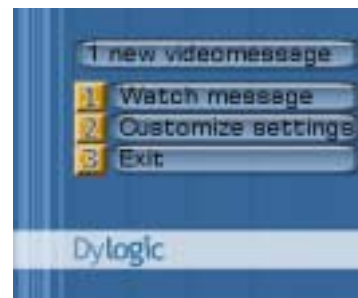 1 new videomessage
1 Watch message
2 Customize settings
3 Exit
Dylogic